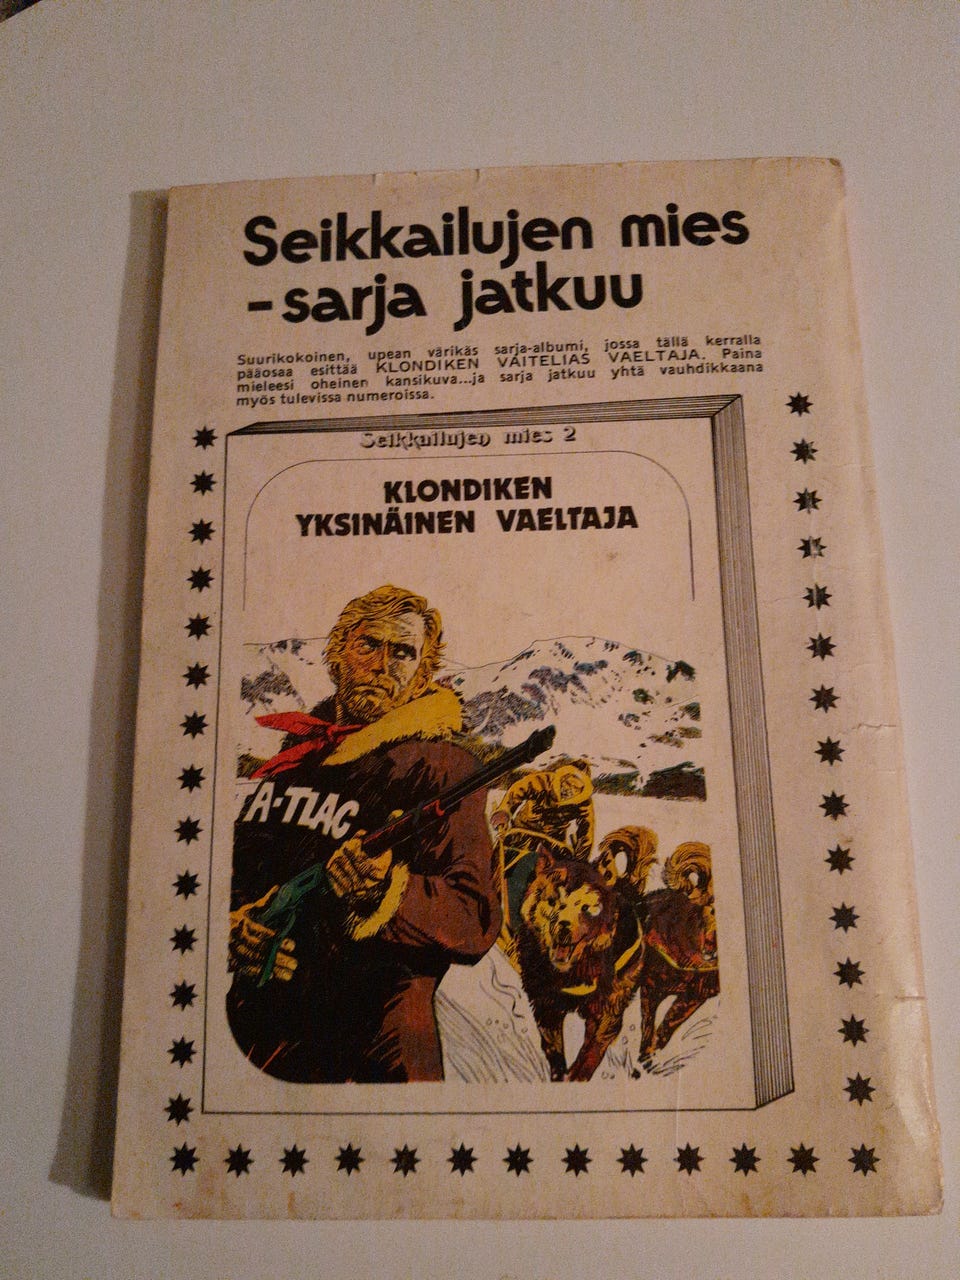 Seikkailujen mies
-sarja jatkuu
Suurikokoinen, upean värikäs sarja-albumi, jossa tällä kerralla
pääosaa esittää KLONDIKEN VAITELIAS VAELTAJA. Paina
mieleesi oheinen kansikuva...ja sarja jatkuu yhtä vauhdikkaana
myös tulevissa numeroissa.
Seikkailujen mies 2
KLONDIKEN
YKSINÄINEN VAELTAJA
TA-TLAC